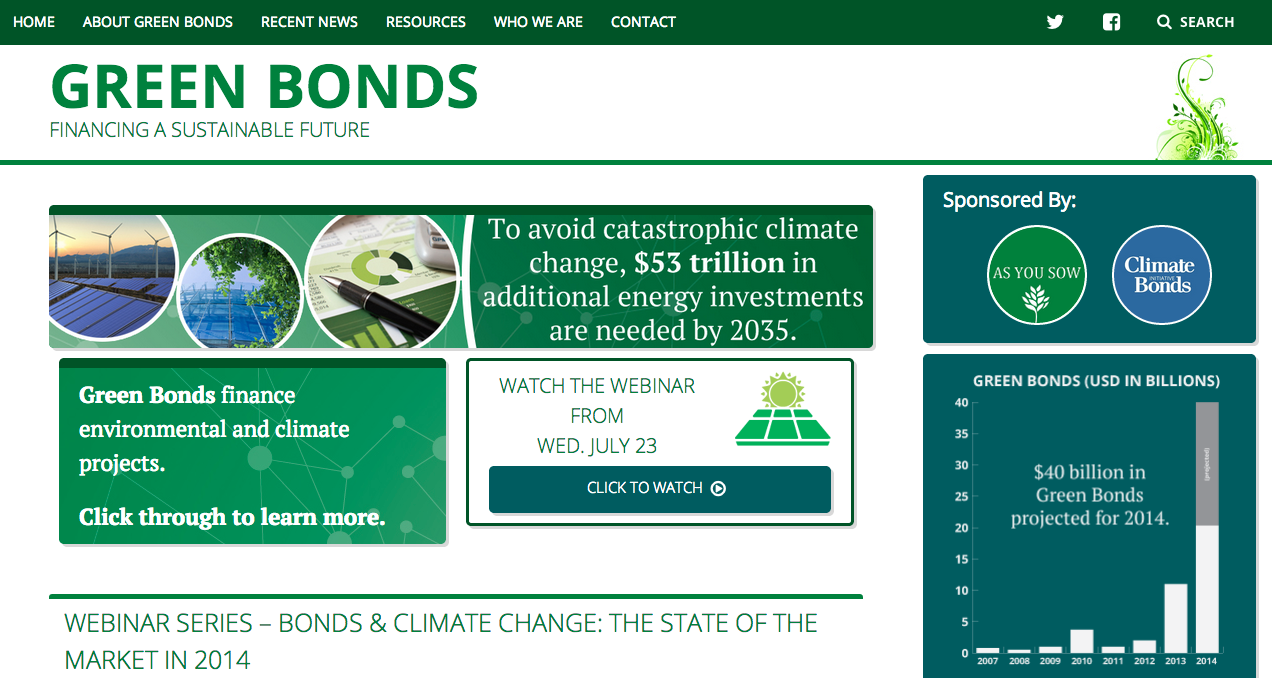 HOME ABOUT GREEN BONDS RECENT NEWS RESOURCES WHO WE ARE CONTACT SEARCH
GREEN BONDS
FINANCING A SUSTAINABLE FUTURE
To avoid catastrophic climate
change, $53 trillion in
additional energy investments
are needed by 2035.
Green Bonds finance
environmental and climate
projects.
Click through to learn more.
WATCH THE WEBINAR
FROM
WED. JULY 23
CLICK TO WATCH
WEBINAR SERIES – BONDS & CLIMATE CHANGE: THE STATE OF THE
MARKET IN 2014
Sponsored By:
AS YOU SOW
Climate
INITIATIVE
Bonds
GREEN BONDS (USD IN BILLIONS)
40
35
30
25
20
15
10
5
0
$40 billion in
Green Bonds
projected for 2014.
(projected)
2007 2008 2009 2010 2011 2012 2013 2014